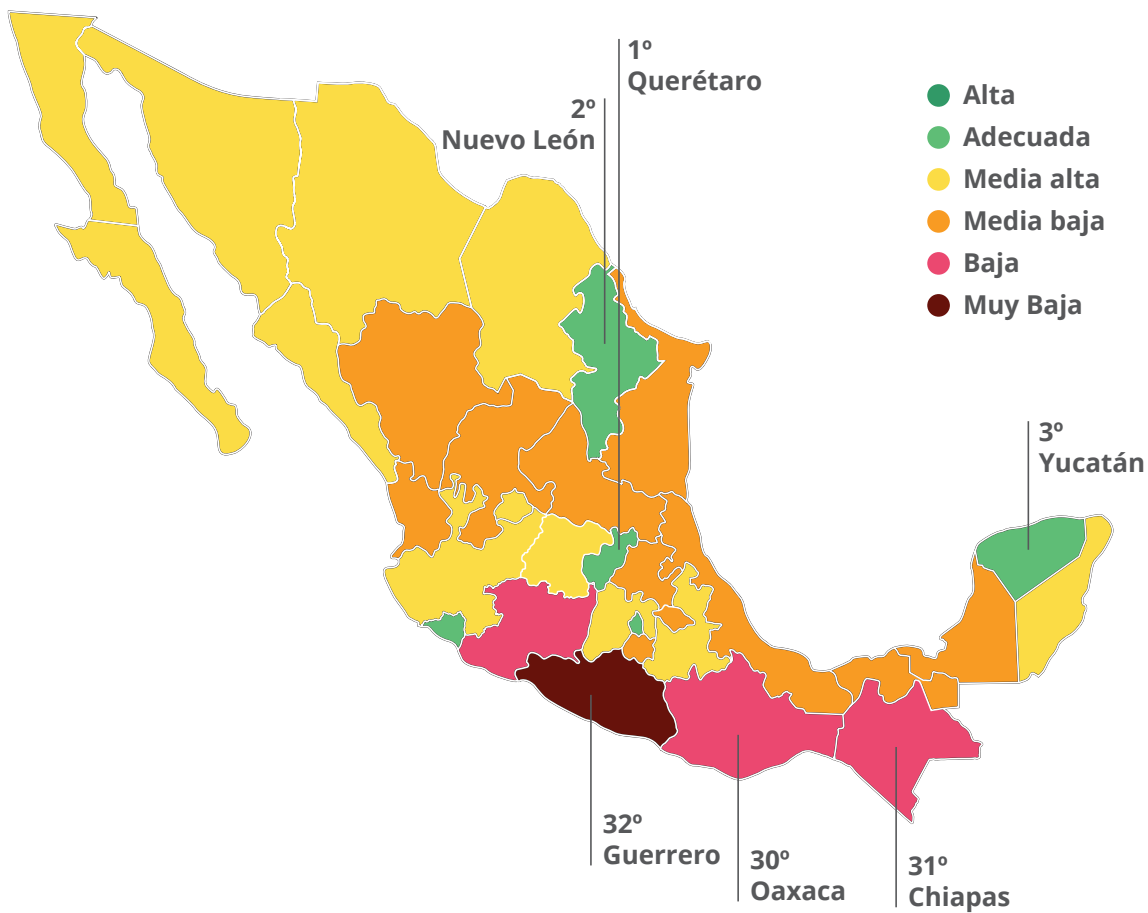 1º
Querétaro
2º
Nuevo León
Alta
Adecuada
Media alta
Media baja
Baja
Muy Baja
3º
Yucatán
32º
Guerrero
30º
Oaxaca
31º
Chiapas